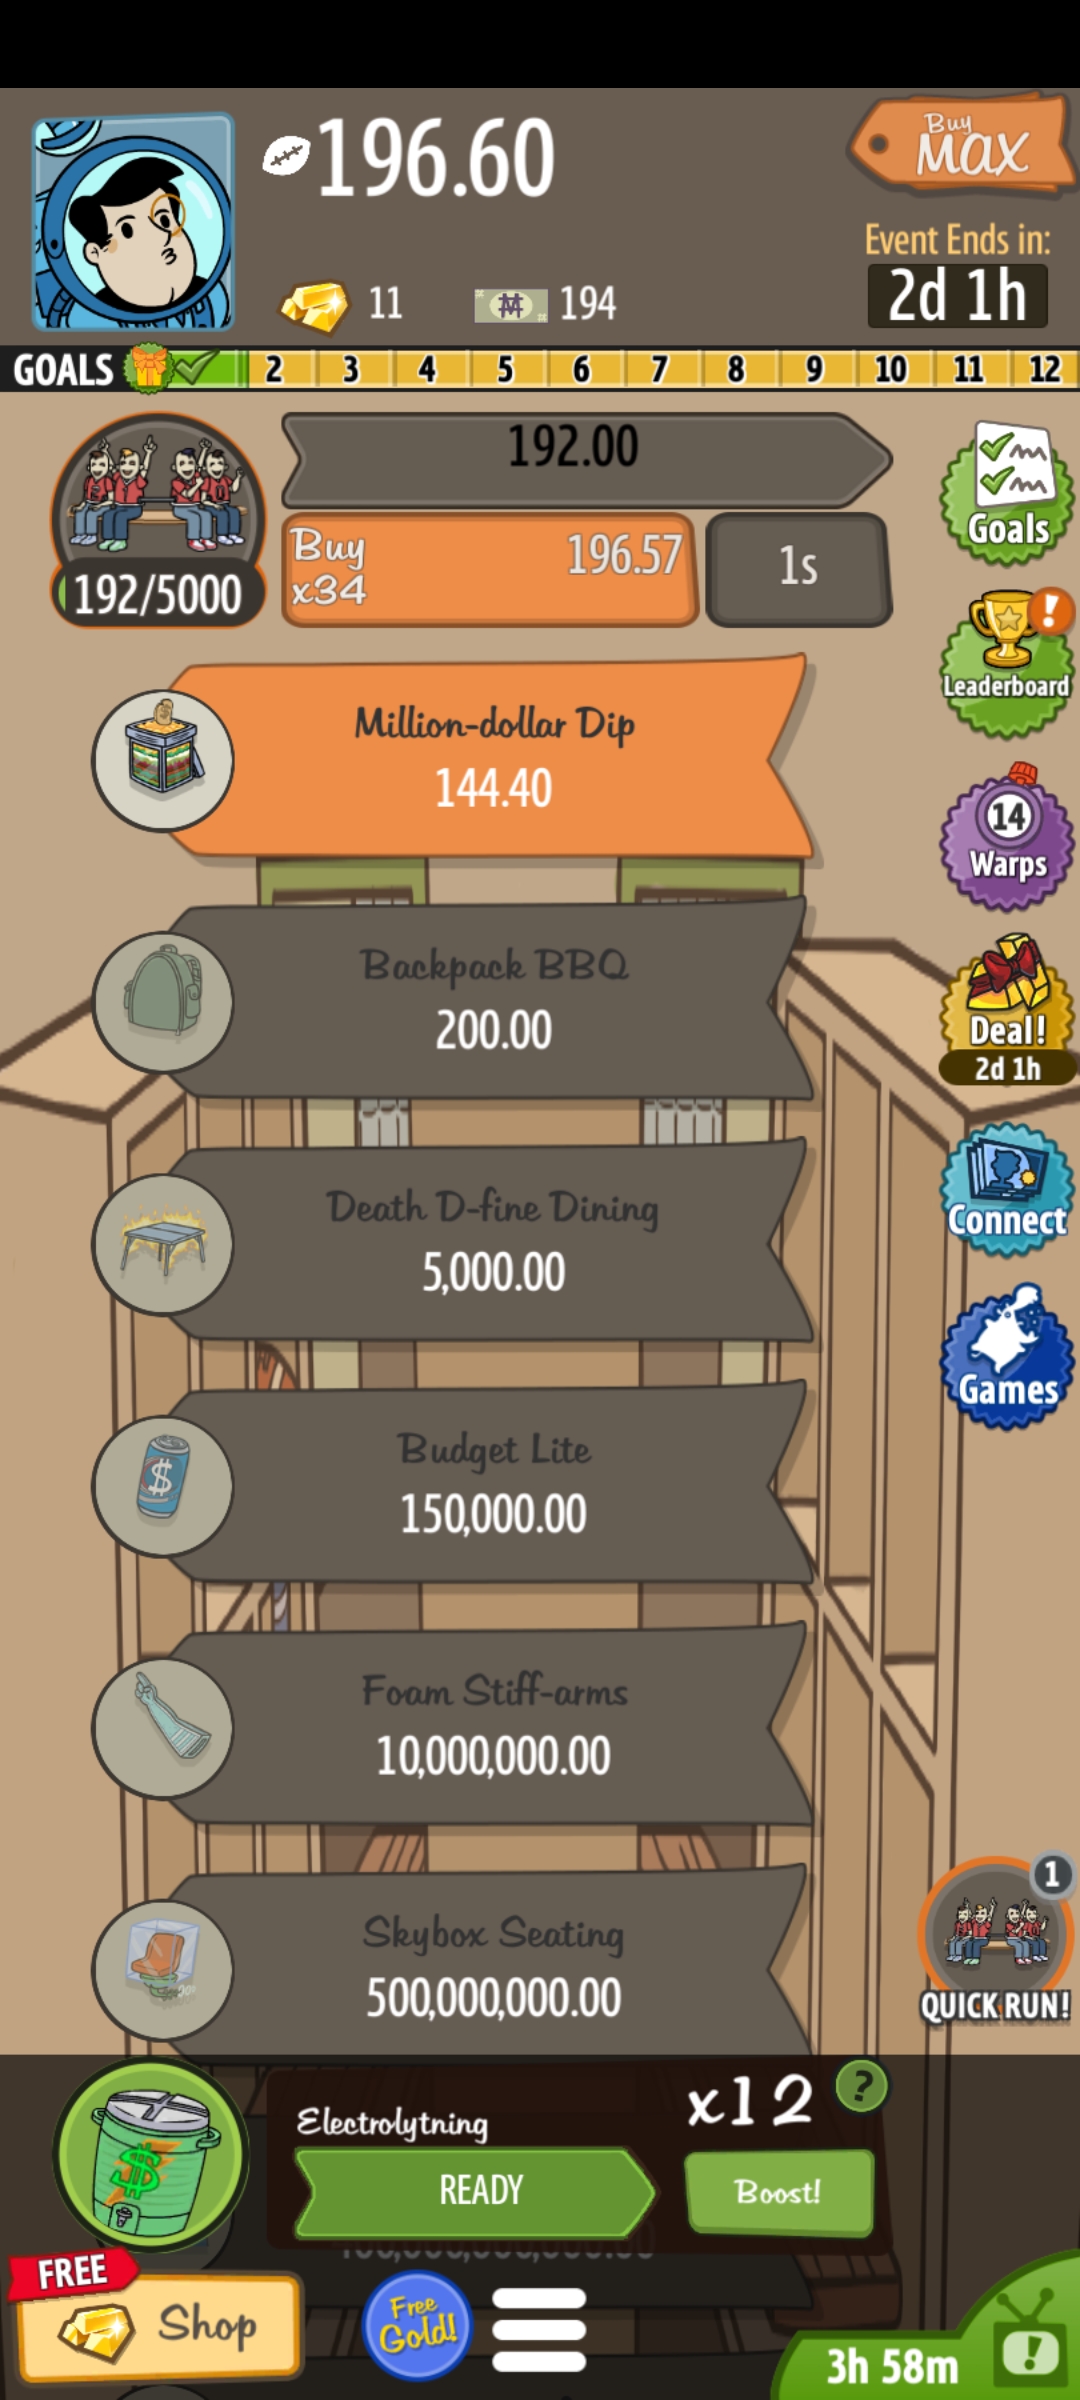 196.60
Buy
MAX
11
194
Event Ends in:
2d 1h
GOALS 2 3 4 5 6 7 8 9 10 11 12
192.00
192/5000
Buy
x34
196.57
1s
Goals
Million-dollar Dip
144.40
Leaderboard
14
Warps
Backpack BBQ
200.00
Deal!
2d 1h
Death D-fine Dining
5,000.00
Connect
Games
Budget Lite
150,000.00
Foam Stiff-arms
10,000,000.00
Skybox Seating
500,000,000.00
1
QUICK RUN!
Electrolytning
x12
?
READY
Boost!
FREE
Shop
Free
Gold!
3h 58m